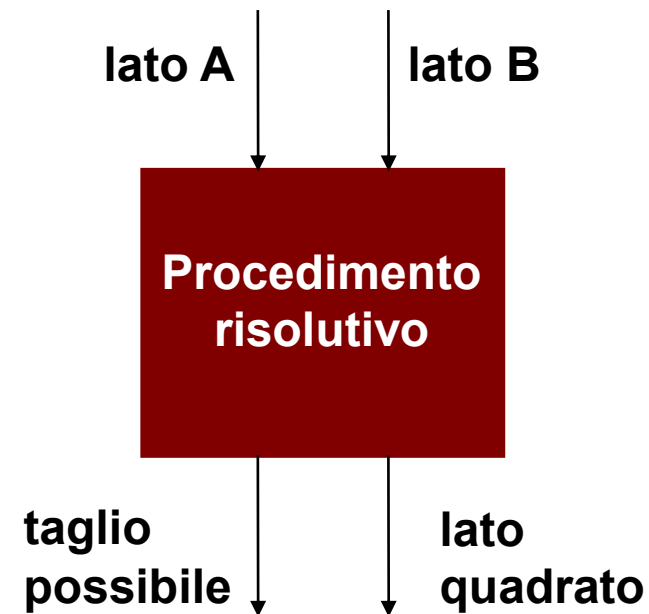 lato A
lato B
Procedimento
risolutivo
taglio
possibile
lato
quadrato